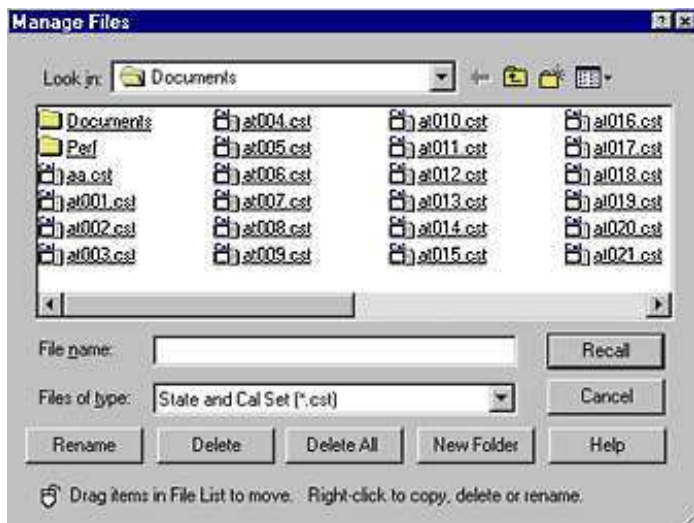 Manage Files
Look in: Documents
Documents at004.cst at010.cst at016.cst
Perf at005.cst at011.cst at017.cst
aa.cst at006.cst at012.cst at018.cst
at001.cst at007.cst at013.cst at019.cst
at002.cst at008.cst at014.cst at020.cst
at003.cst at009.cst at015.cst at021.cst
File name: Recall
Files of type: State and Cal Set (*.cst) Cancel
Rename Delete Delete All New Folder Help
Drag items in File List to move. Right-click to copy, delete or rename.